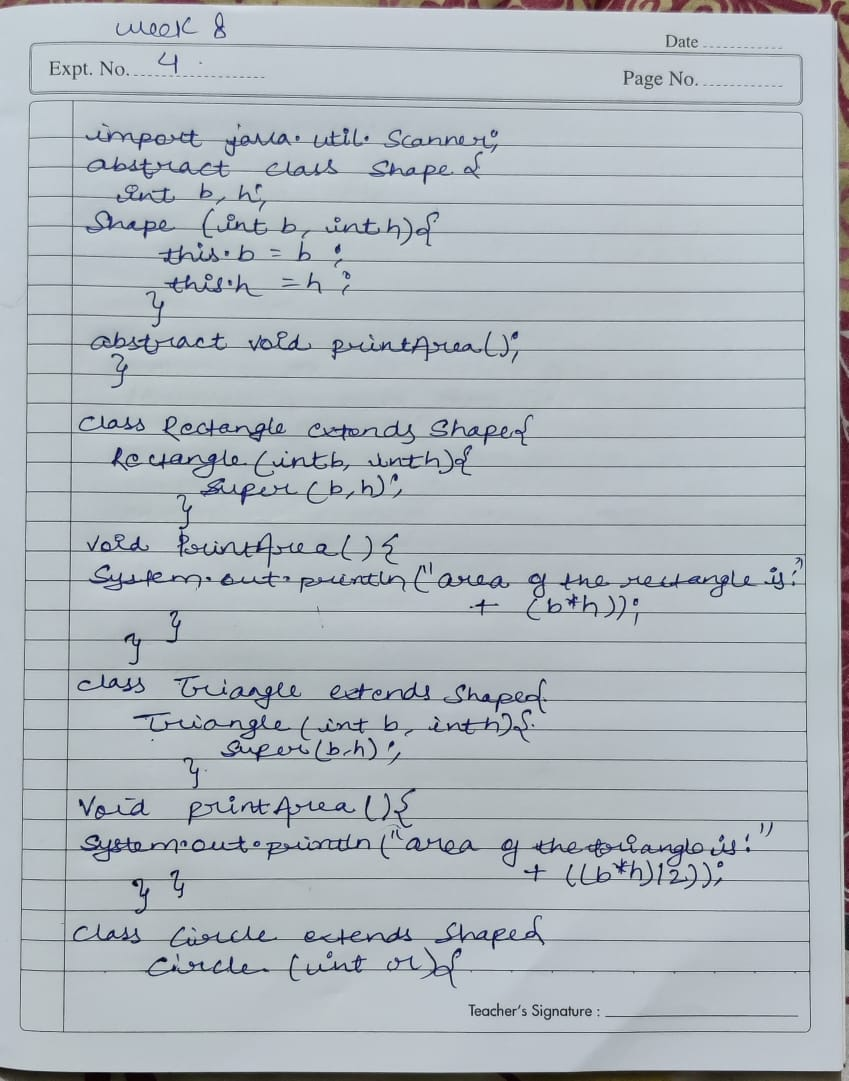 week 8
Date
Expt. No. 4
Page No.
import java.util.Scanner;
abstract class Shape {
int b, h;
Shape (int b, int h){
this.b = b ;
this.h = h ;
}
abstract void printArea();
}
class Rectangle extends Shape{
Rectangle (int b, int h){
super (b,h);
}
void PrintArea() {
System.out.println("area of the rectangle is:"
+ (b*h));
}
}
class Triangle extends Shape{
Triangle (int b, int h){
super(b,h);
}
Void printArea(){
System.out.println("area of the triangle is:"
+ ((b*h)/2));
} }
class Circle extends Shape{
Circle (int r){
Teacher's Signature :